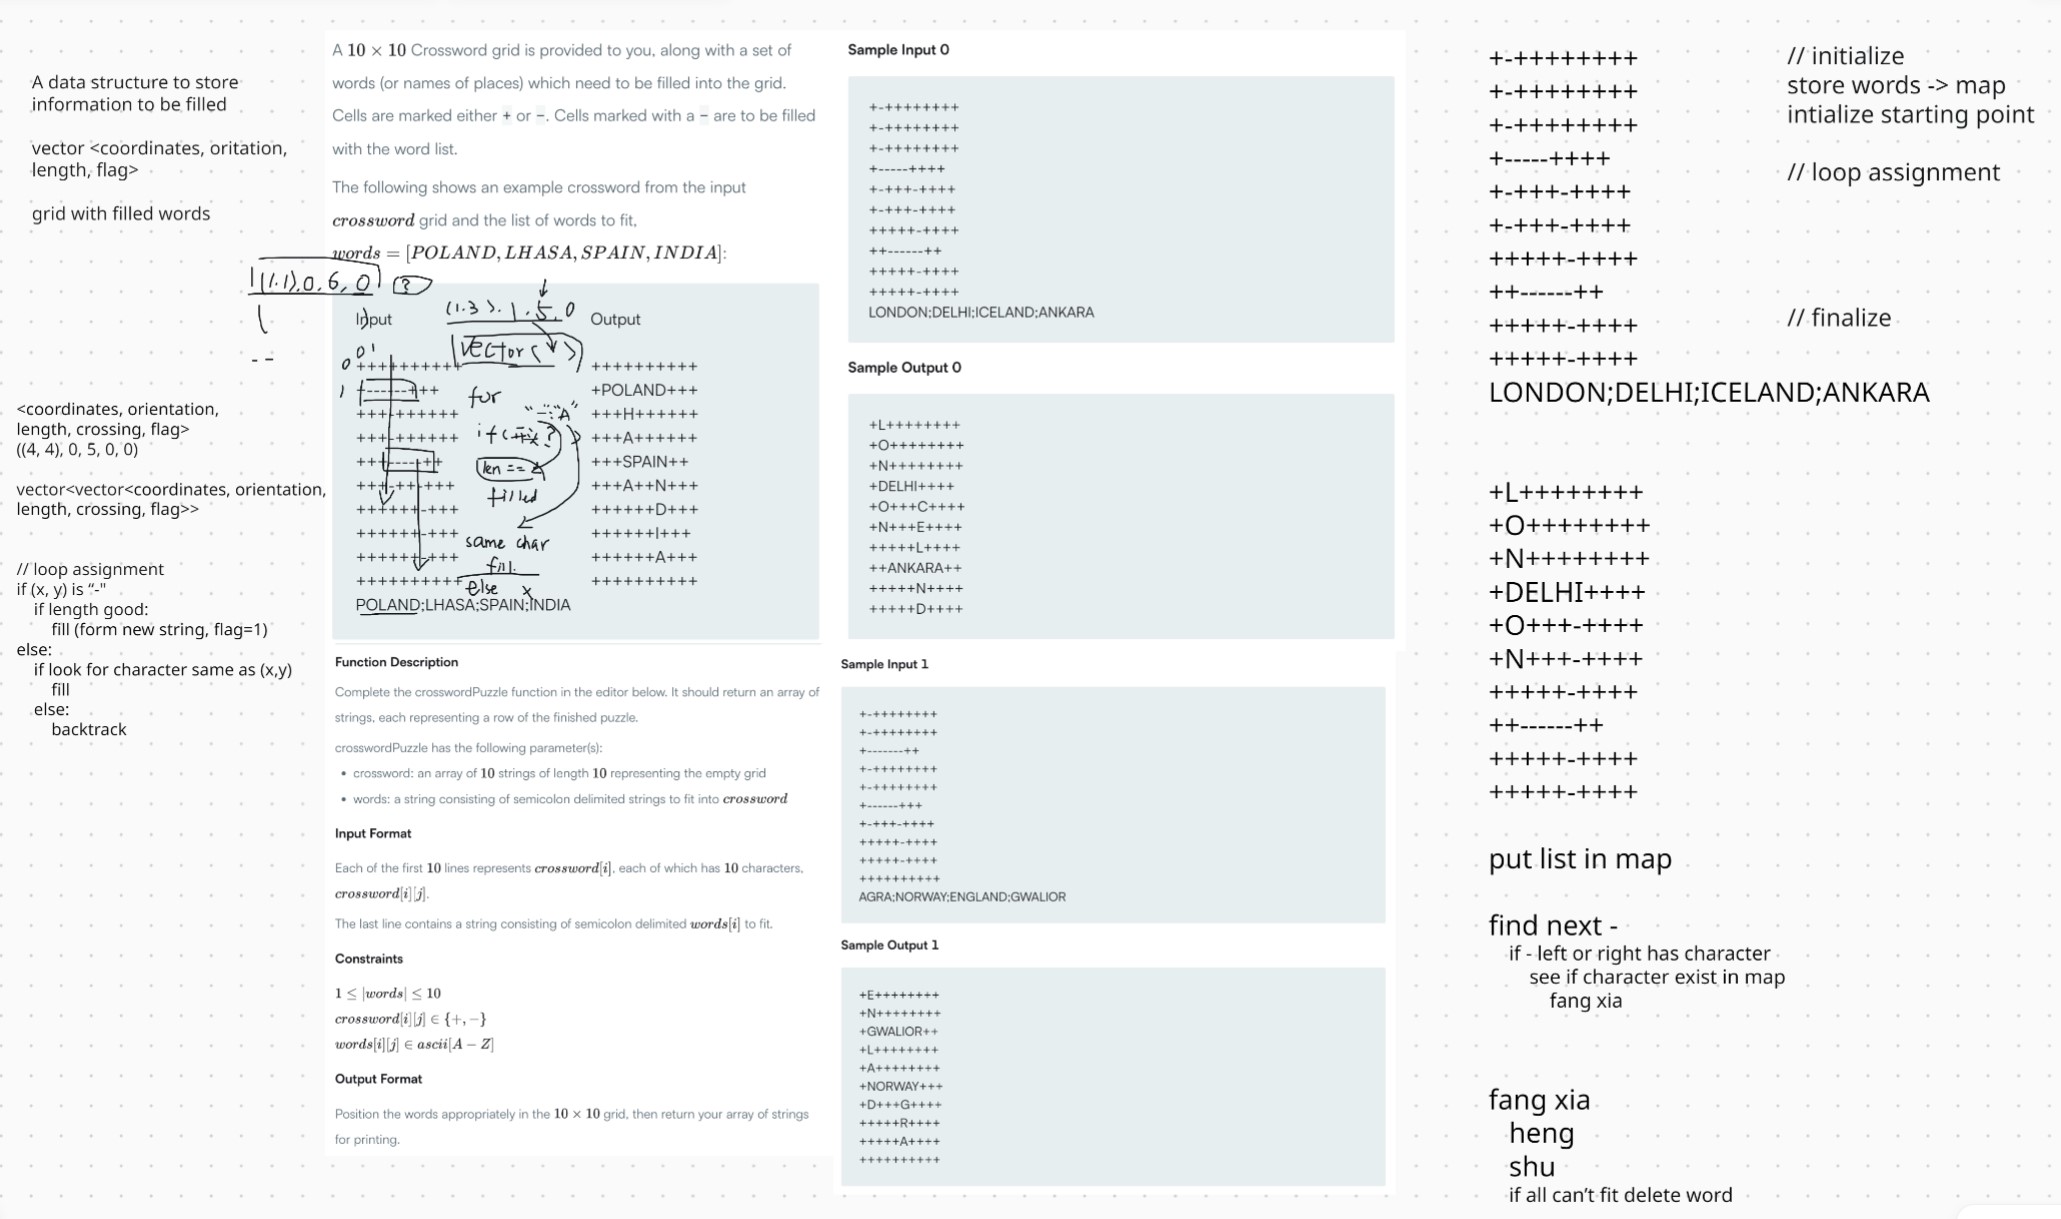 A data structure to store
information to be filled
vector <coordinates, oritation,
length, flag>
grid with filled words
((1.1),0,6,0) ?
<coordinates, orientation,
length, crossing, flag>
((4, 4), 0, 5, 0, 0)
vector<vector<coordinates, orientation,
length, crossing, flag>>
// loop assignment
if (x, y) is “-"
if length good:
fill (form new string, flag=1)
else:
if look for character same as (x,y)
fill
else:
backtrack
A 10 × 10 Crossword grid is provided to you, along with a set of
words (or names of places) which need to be filled into the grid.
Cells are marked either + or -. Cells marked with a - are to be filled
with the word list.
The following shows an example crossword from the input
crossword grid and the list of words to fit,
words = [POLAND, LHASA, SPAIN, INDIA]:
Input
(1.3). 1. 5. 0
vector( )
0 1
0
1
++++++++++
+------+++
+++-++++++
+++-++++++
+++-----++
+++-++-+++
++++++-+++
++++++-+++
++++++-+++
++++++++++
POLAND;LHASA;SPAIN;INDIA
for
"-":"A"
len ==
filled
same char
fill.
else x
Output
++++++++++
+POLAND+++
+++H++++++
+++A++++++
+++SPAIN++
+++A++N+++
++++++D+++
++++++I+++
++++++A+++
++++++++++
Function Description
Complete the crosswordPuzzle function in the editor below. It should return an array of
strings, each representing a row of the finished puzzle.
crosswordPuzzle has the following parameter(s):
• crossword: an array of 10 strings of length 10 representing the empty grid
• words: a string consisting of semicolon delimited strings to fit into crossword
Input Format
Each of the first 10 lines represents crossword[i], each of which has 10 characters,
crossword[i][j].
The last line contains a string consisting of semicolon delimited words[i] to fit.
Constraints
1 ≤ |words| ≤ 10
crossword[i][j] ∈ {+, −}
words[i][j] ∈ ascii[A − Z]
Output Format
Position the words appropriately in the 10 × 10 grid, then return your array of strings
for printing.
Sample Input 0
+-++++++++
+-++++++++
+-++++++++
+-----++++
+-+++-++++
+-+++-++++
+++++-++++
++------++
+++++-++++
+++++-++++
LONDON;DELHI;ICELAND;ANKARA
Sample Output 0
+L++++++++
+O++++++++
+N++++++++
+DELHI++++
+O+++C++++
+N+++E++++
+++++L++++
++ANKARA++
+++++N++++
+++++D++++
Sample Input 1
+-++++++++
+-++++++++
+-------++
+-++++++++
+-++++++++
+------+++
+-+++-++++
+++++-++++
+++++-++++
++++++++++
AGRA;NORWAY;ENGLAND;GWALIOR
Sample Output 1
+E++++++++
+N++++++++
+GWALIOR++
+L++++++++
+A++++++++
+NORWAY+++
+D+++G++++
+++++R++++
+++++A++++
++++++++++
+-++++++++
+-++++++++
+-++++++++
+-----++++
+-+++-++++
+-+++-++++
+++++-++++
++------++
+++++-++++
+++++-++++
LONDON;DELHI;ICELAND;ANKARA
+L++++++++
+O++++++++
+N++++++++
+DELHI++++
+O+++-++++
+N+++-++++
+++++-++++
++------++
+++++-++++
+++++-++++
put list in map
find next -
if - left or right has character
see if character exist in map
fang xia
fang xia
heng
shu
if all can’t fit delete word
// initialize
store words -> map
intialize starting point
// loop assignment
// finalize